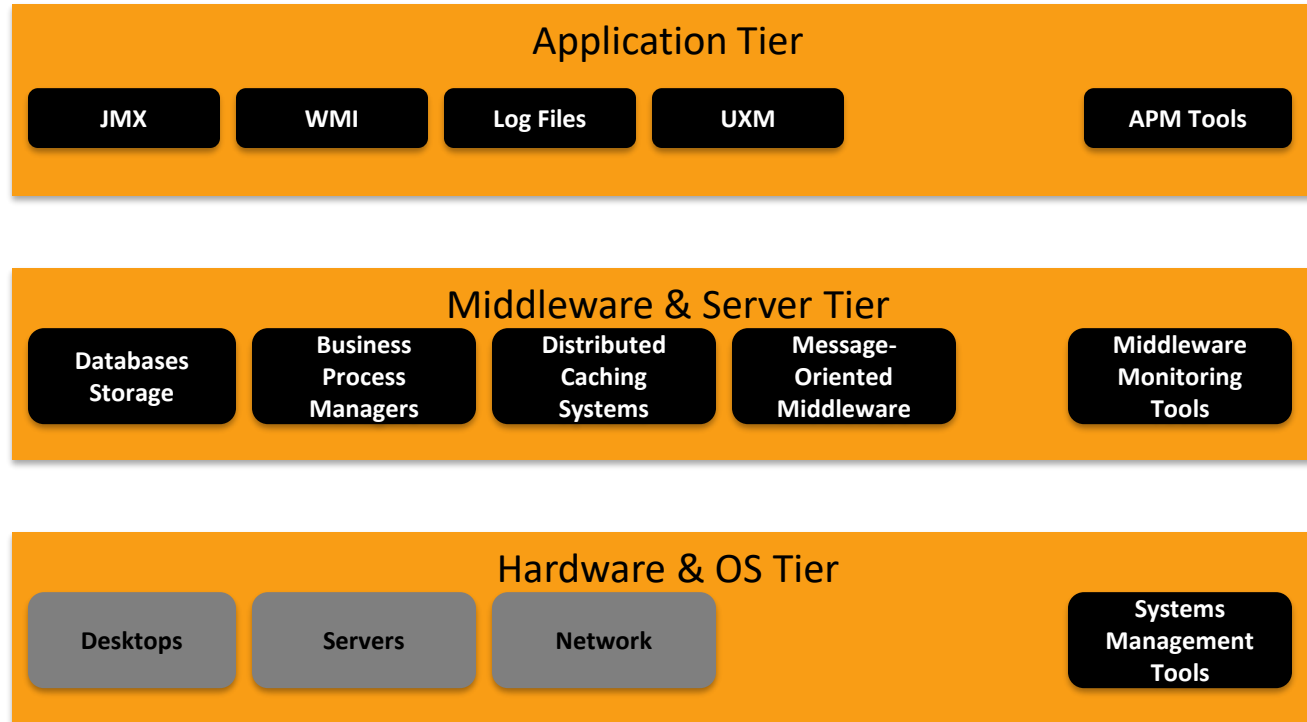 Application Tier
JMX
WMI
Log Files
UXM
APM Tools
Middleware & Server Tier
Databases
Storage
Business
Process
Managers
Distributed
Caching
Systems
Message-
Oriented
Middleware
Middleware
Monitoring
Tools
Hardware & OS Tier
Desktops
Servers
Network
Systems
Management
Tools